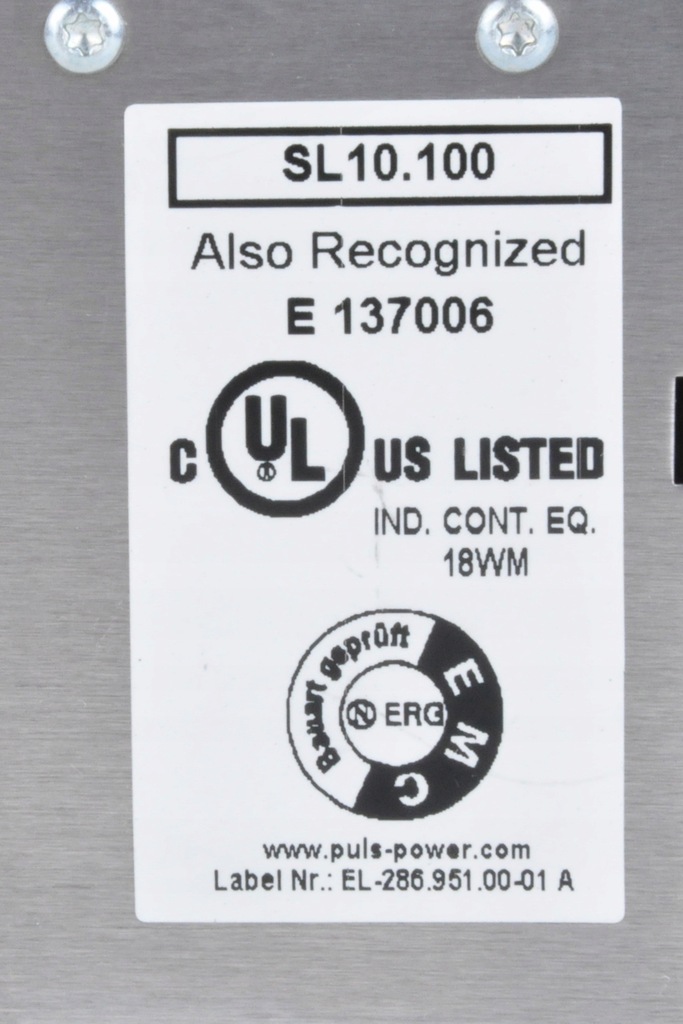 SL10.100
Also Recognized
E 137006
C UL US LISTED
IND. CONT. EQ.
18WM
Bauart geprüft EMC
N ERG
www.puls-power.com
Label Nr.: EL-286.951.00-01 A